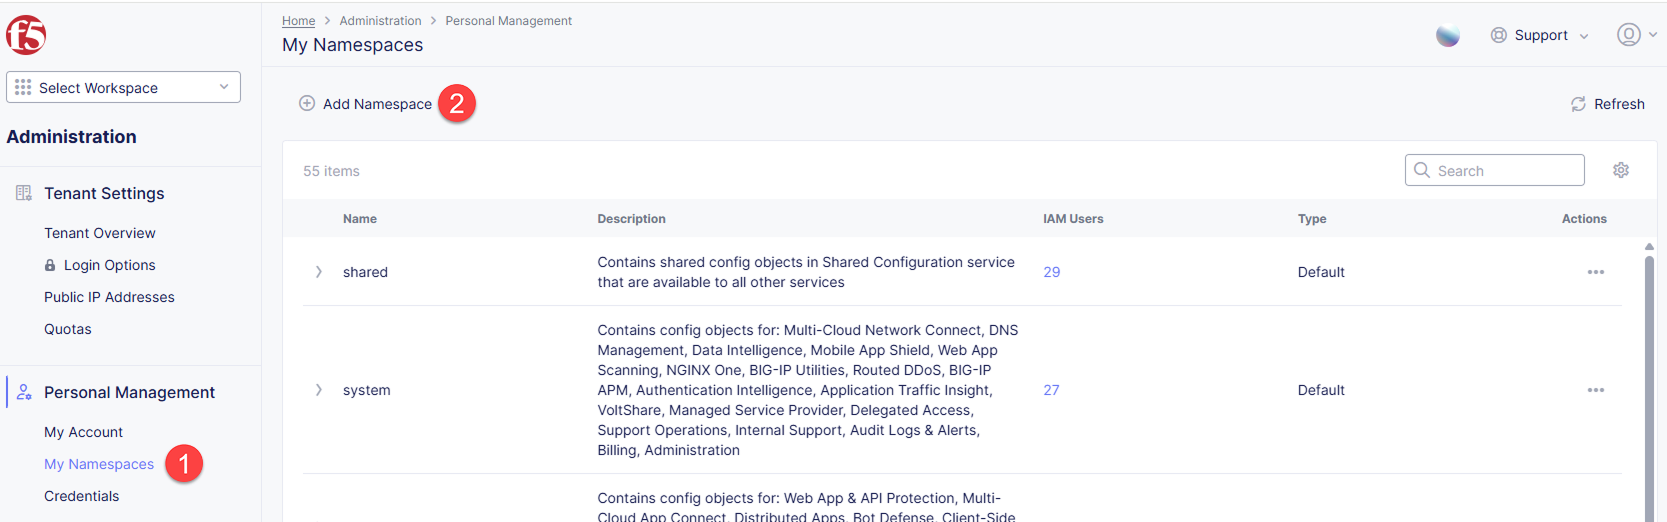 f5
Home > Administration > Personal Management
My Namespaces
Support
Select Workspace
Administration
Tenant Settings
Tenant Overview
Login Options
Public IP Addresses
Quotas
Personal Management
My Account
My Namespaces 1
Credentials
Add Namespace 2
Refresh
55 items
Search
Name Description IAM Users Type Actions
shared
Contains shared config objects in Shared Configuration service
that are available to all other services
29
Default
system
Contains config objects for: Multi-Cloud Network Connect, DNS
Management, Data Intelligence, Mobile App Shield, Web App
Scanning, NGINX One, BIG-IP Utilities, Routed DDoS, BIG-IP
APM, Authentication Intelligence, Application Traffic Insight,
VoltShare, Managed Service Provider, Delegated Access,
Support Operations, Internal Support, Audit Logs & Alerts,
Billing, Administration
27
Default
Contains config objects for: Web App & API Protection, Multi-
Cloud App Connect, Distributed Apps, Bot Defense, Client-Side